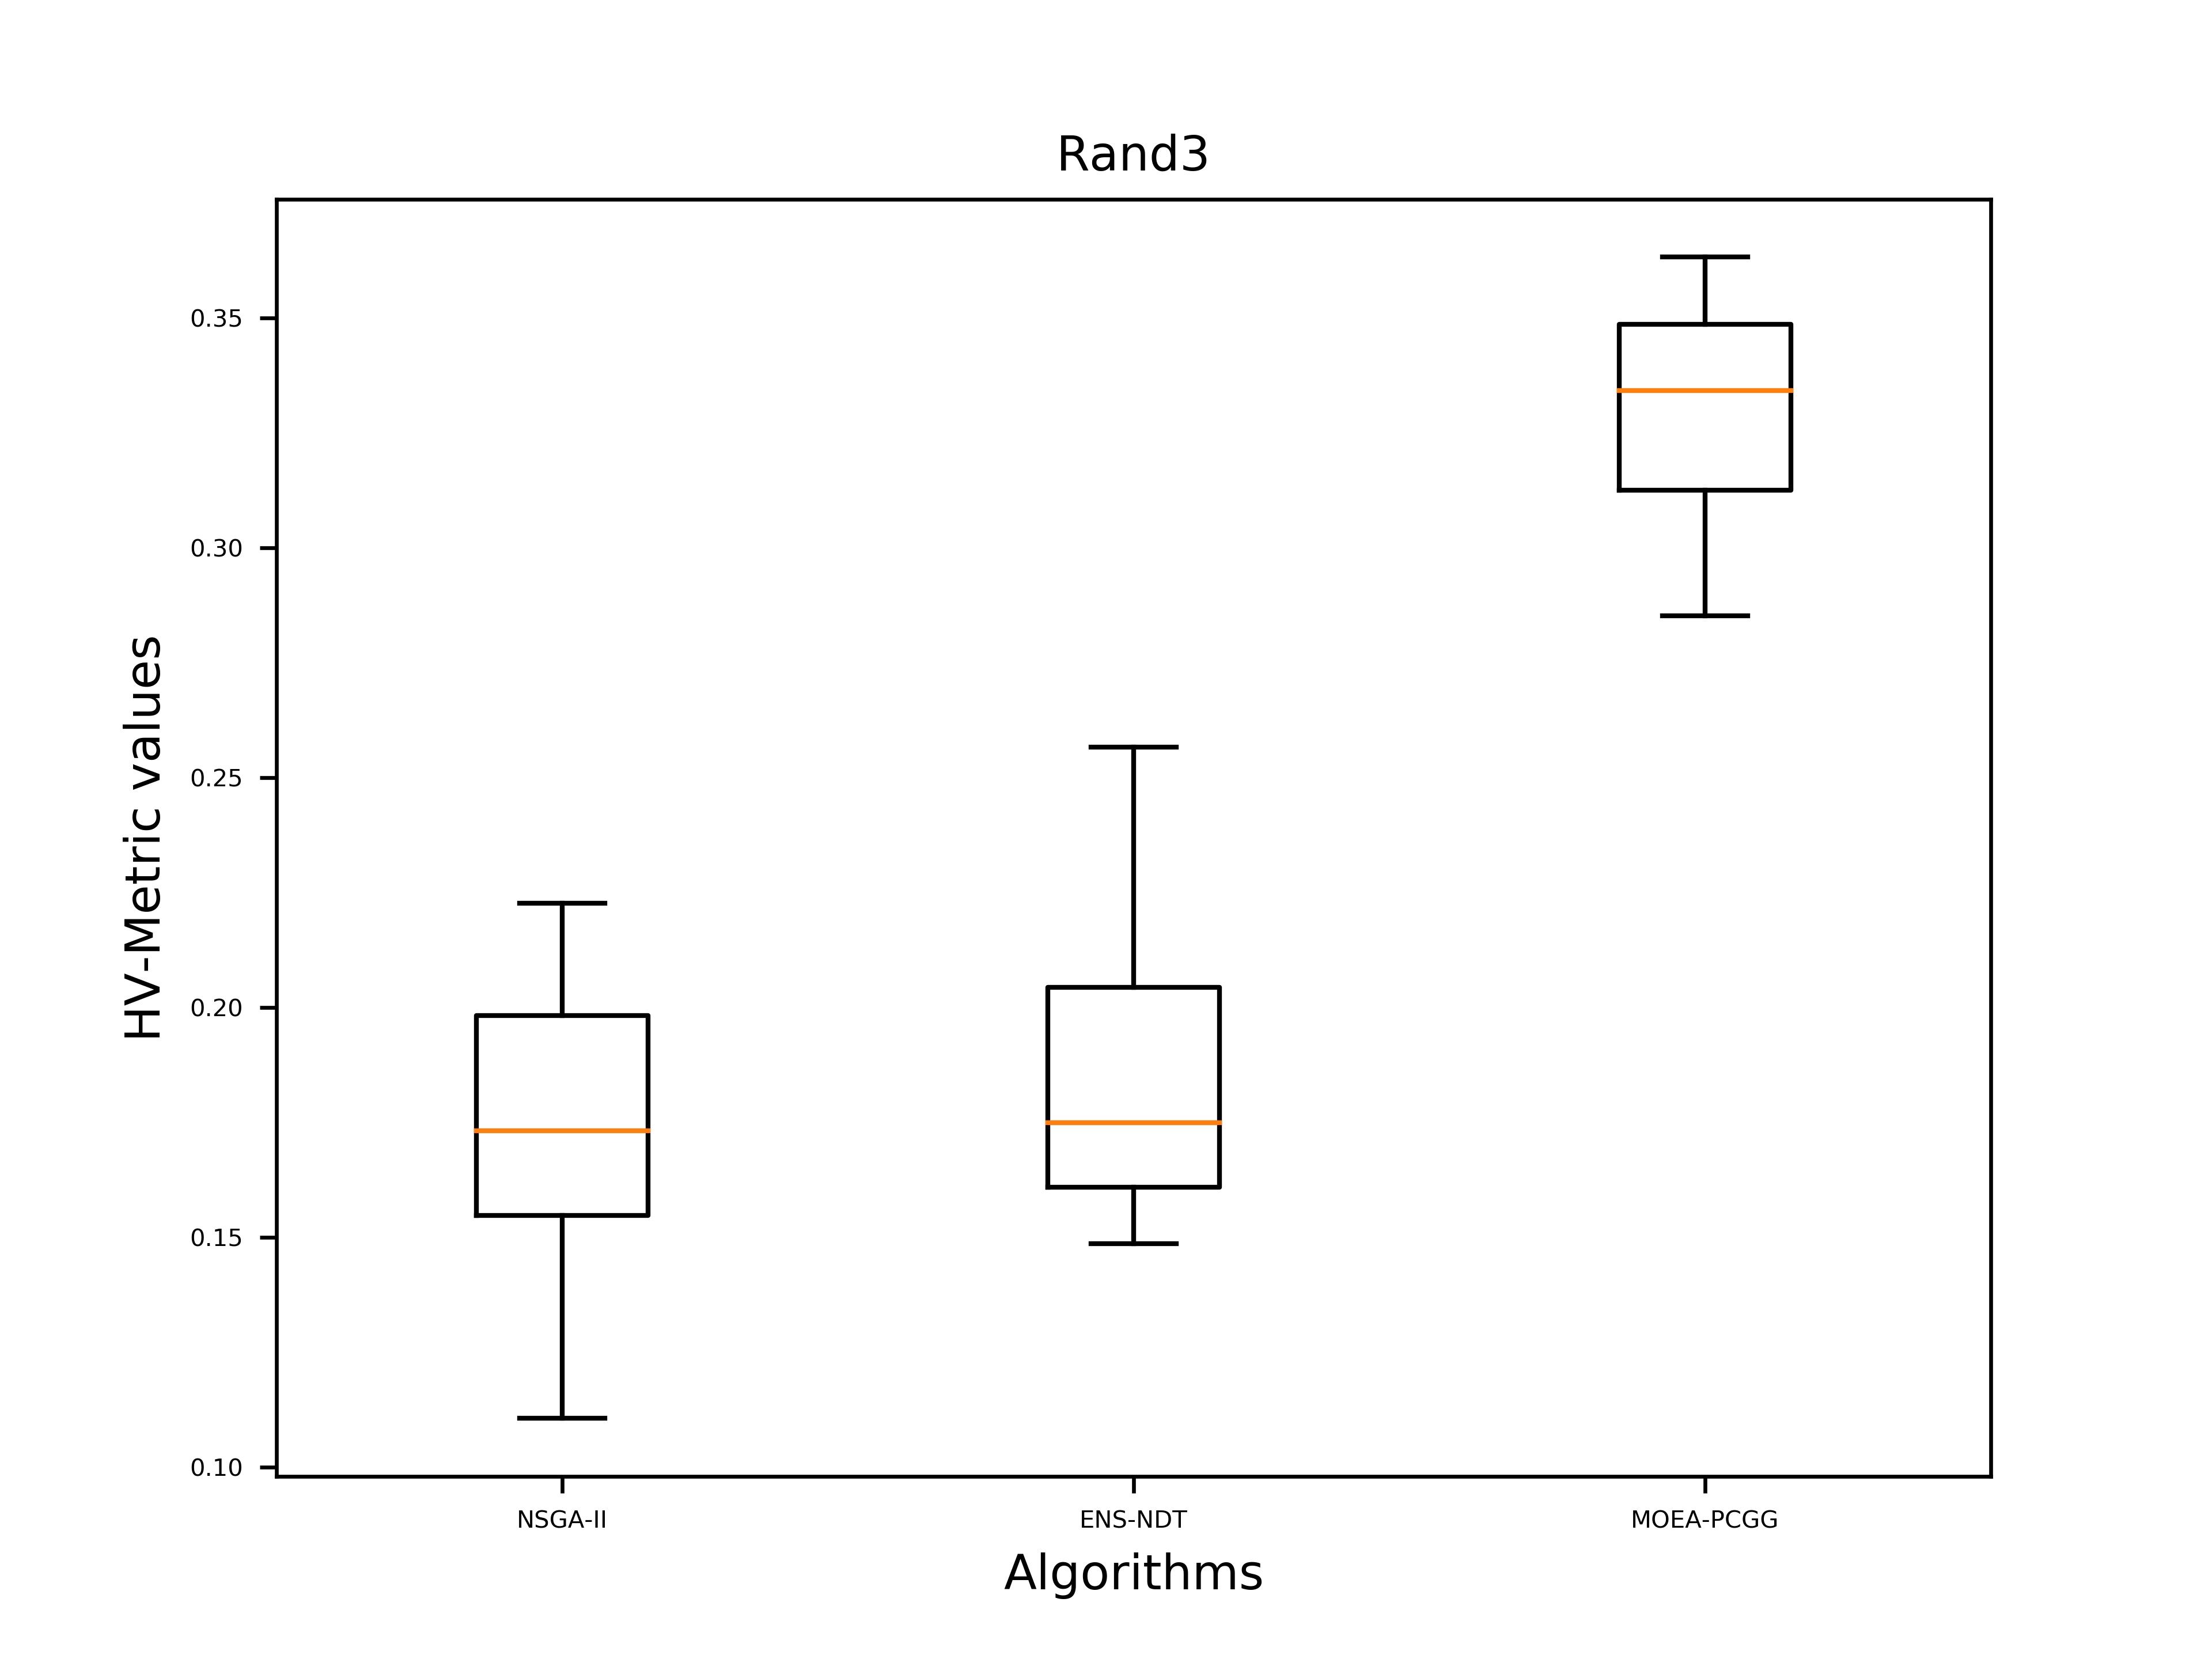 Rand3
HV-Metric values
0.35
0.30
0.25
0.20
0.15
0.10
NSGA-II
ENS-NDT
MOEA-PCGG
Algorithms